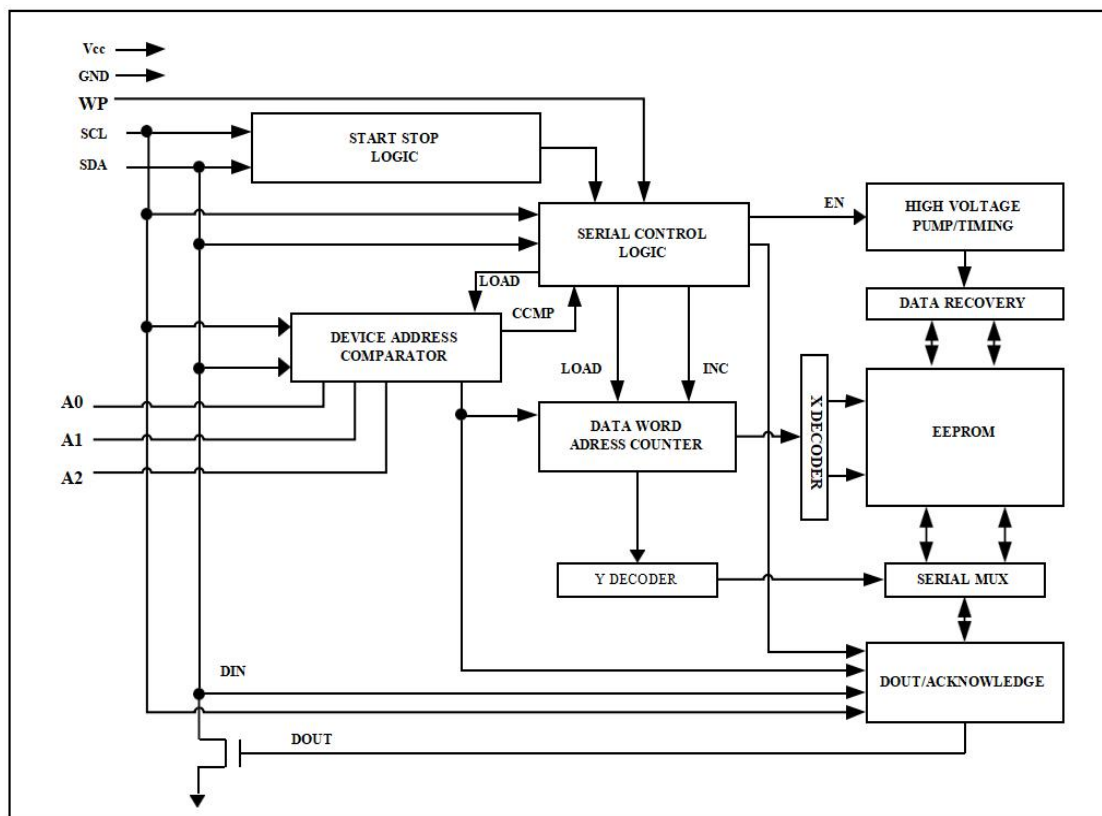 Vcc
GND
WP
SCL
SDA
START STOP
LOGIC
EN
HIGH VOLTAGE
PUMP/TIMING
SERIAL CONTROL
LOGIC
LOAD
CCMP
DATA RECOVERY
DEVICE ADDRESS
COMPARATOR
LOAD
INC
A0
A1
A2
DATA WORD
ADRESS COUNTER
X DECODER
EEPROM
Y DECODER
SERIAL MUX
DIN
DOUT/ACKNOWLEDGE
DOUT